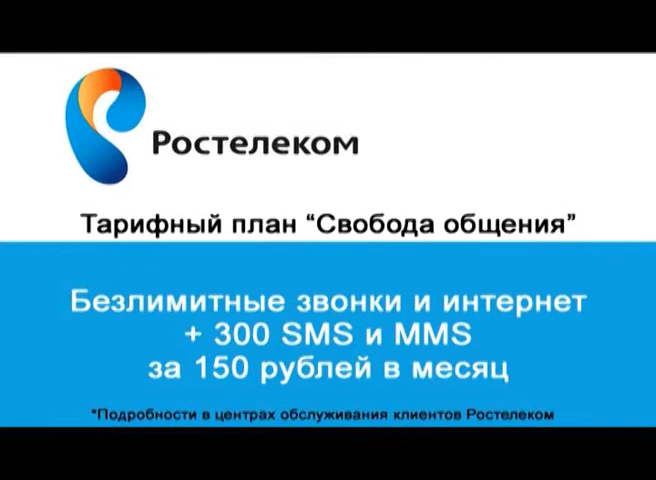 Ростелеком
Тарифный план “Свобода общения”
Безлимитные звонки и интернет
+ 300 SMS и MMS
за 150 рублей в месяц
*Подробности в центрах обслуживания клиентов Ростелеком